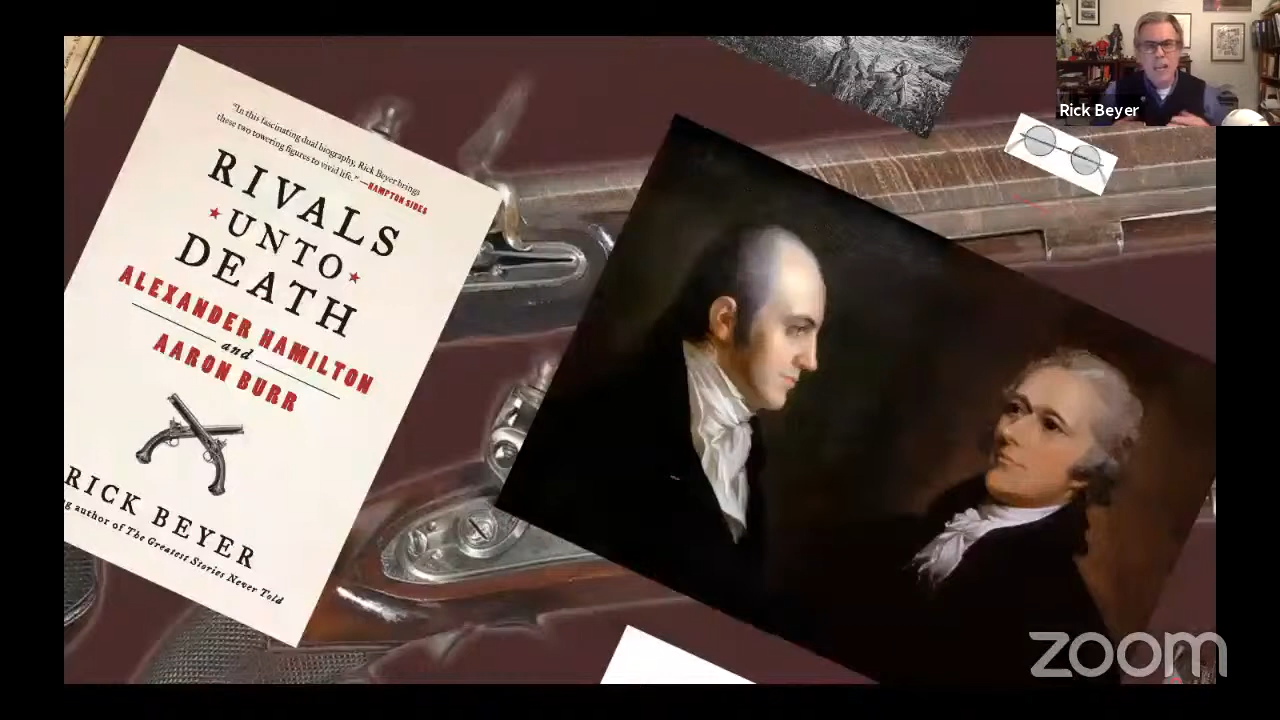 "In this fascinating dual biography, Rick Beyer brings
these two towering figures to vivid life." —HAMPTON SIDES
RIVALS
UNTO
DEATH
ALEXANDER HAMILTON
and
AARON BURR
RICK BEYER
author of The Greatest Stories Never Told
Rick Beyer
zoom